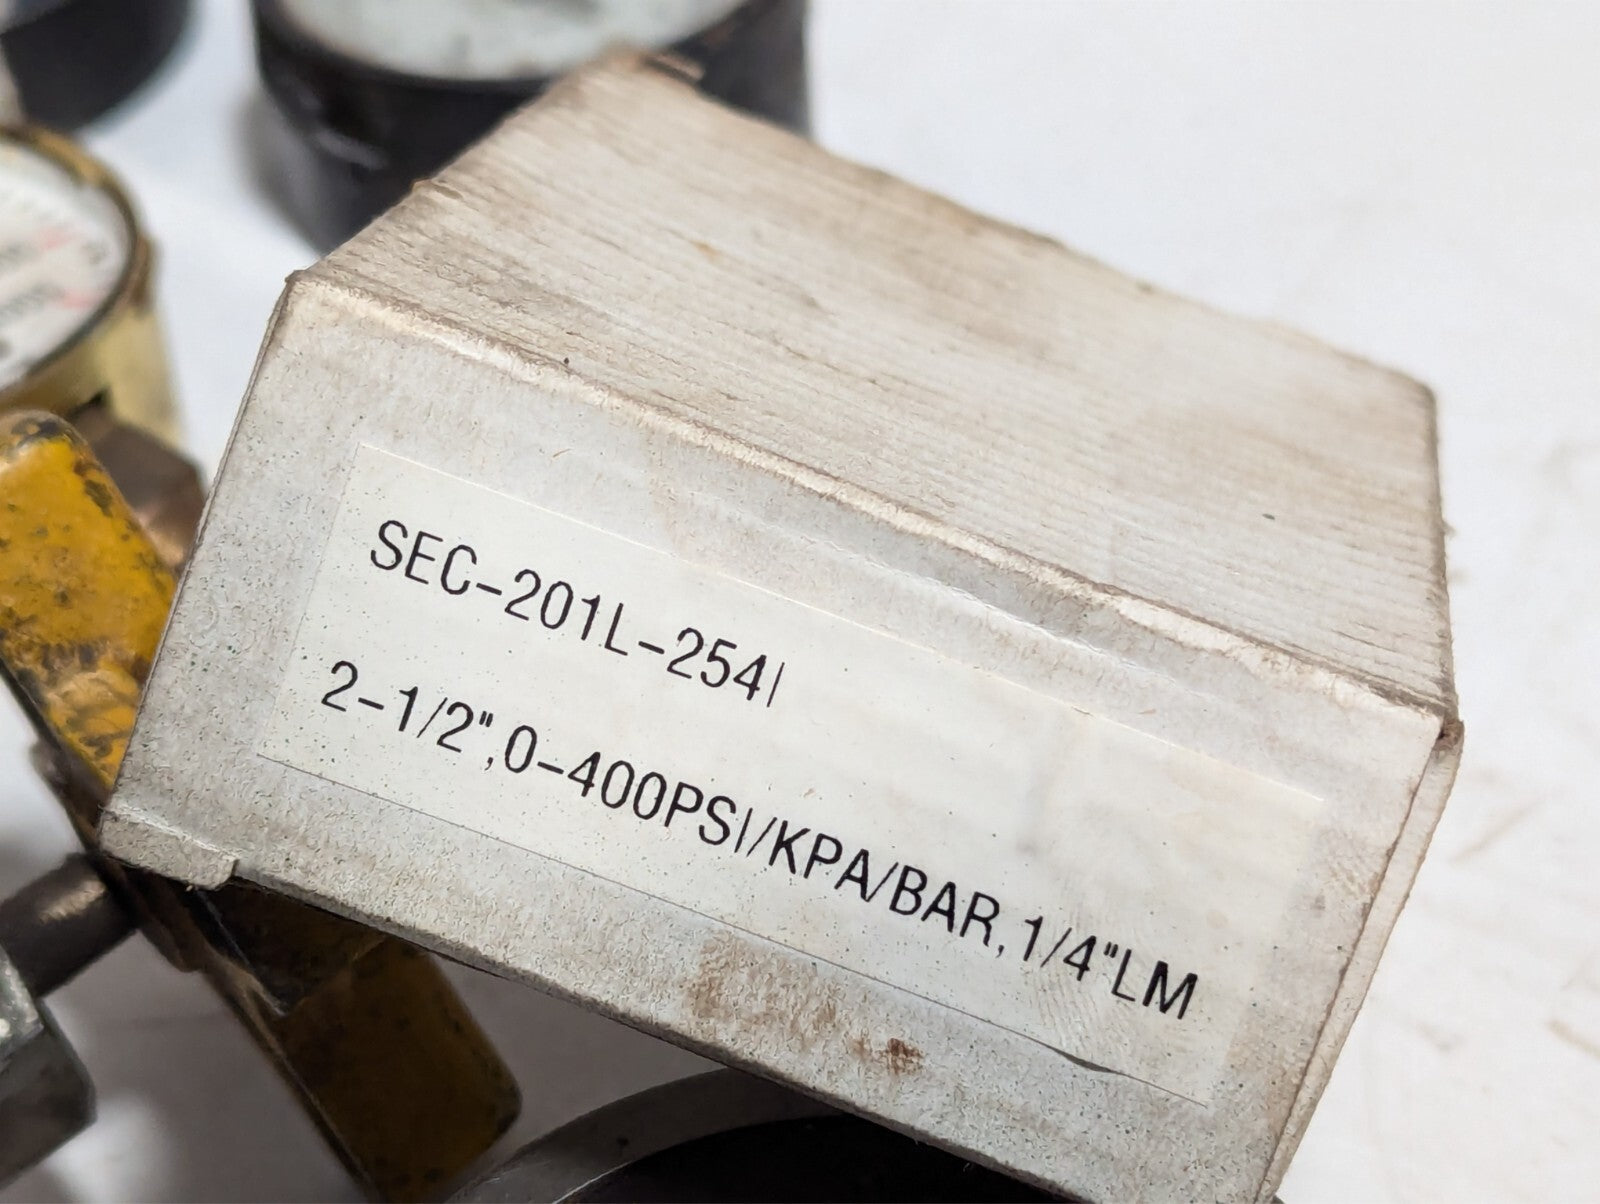 SEC-201L-254I
2-1/2",0-400PSI/KPA/BAR,1/4"LM